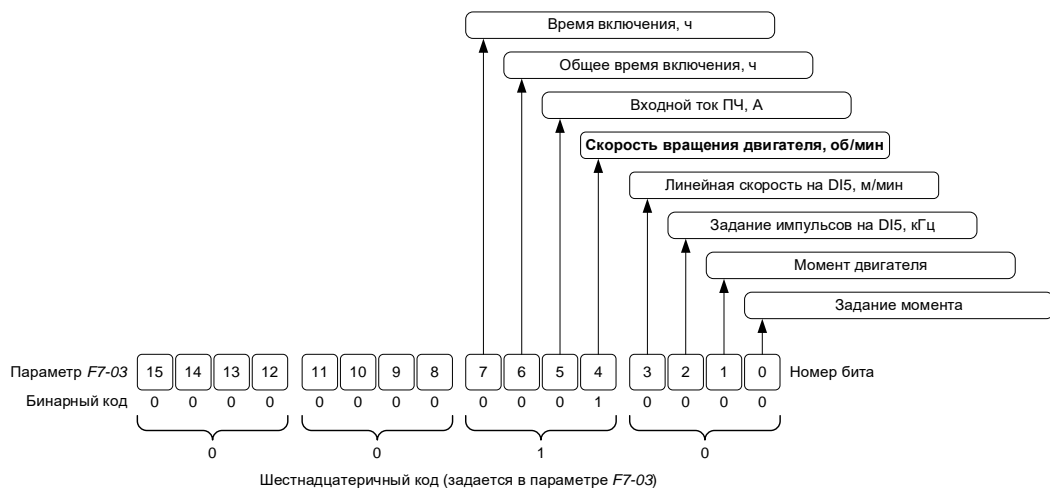 Время включения, ч
Общее время включения, ч
Входной ток ПЧ, А
Скорость вращения двигателя, об/мин
Линейная скорость на DI5, м/мин
Задание импульсов на DI5, кГц
Момент двигателя
Задание момента
Параметр F7-03 15 14 13 12 11 10 9 8 7 6 5 4 3 2 1 0 Номер бита
Бинарный код 0 0 0 0 0 0 0 0 0 0 0 1 0 0 0 0
0 0 1 0
Шестнадцатеричный код (задается в параметре F7-03)